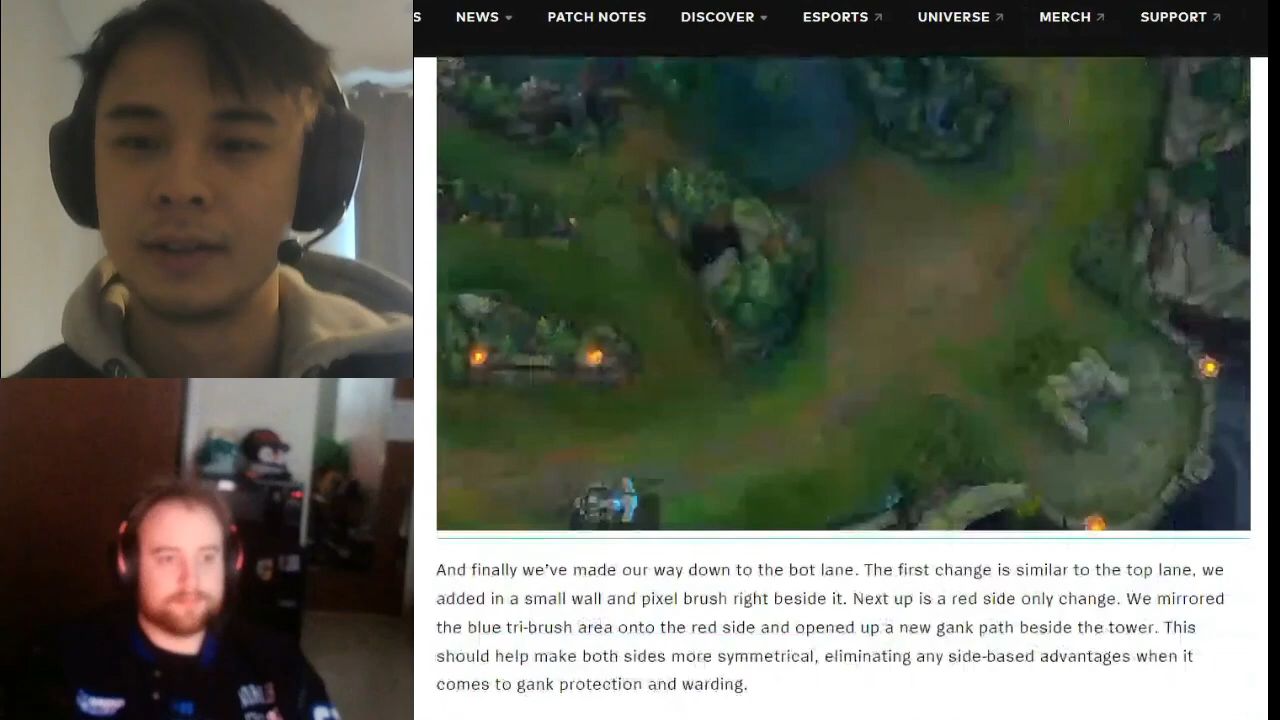 S NEWS PATCH NOTES DISCOVER ESPORTS UNIVERSE MERCH SUPPORT
And finally we've made our way down to the bot lane. The first change is similar to the top lane, we
added in a small wall and pixel brush right beside it. Next up is a red side only change. We mirrored
the blue tri-brush area onto the red side and opened up a new gank path beside the tower. This
should help make both sides more symmetrical, eliminating any side-based advantages when it
comes to gank protection and warding.